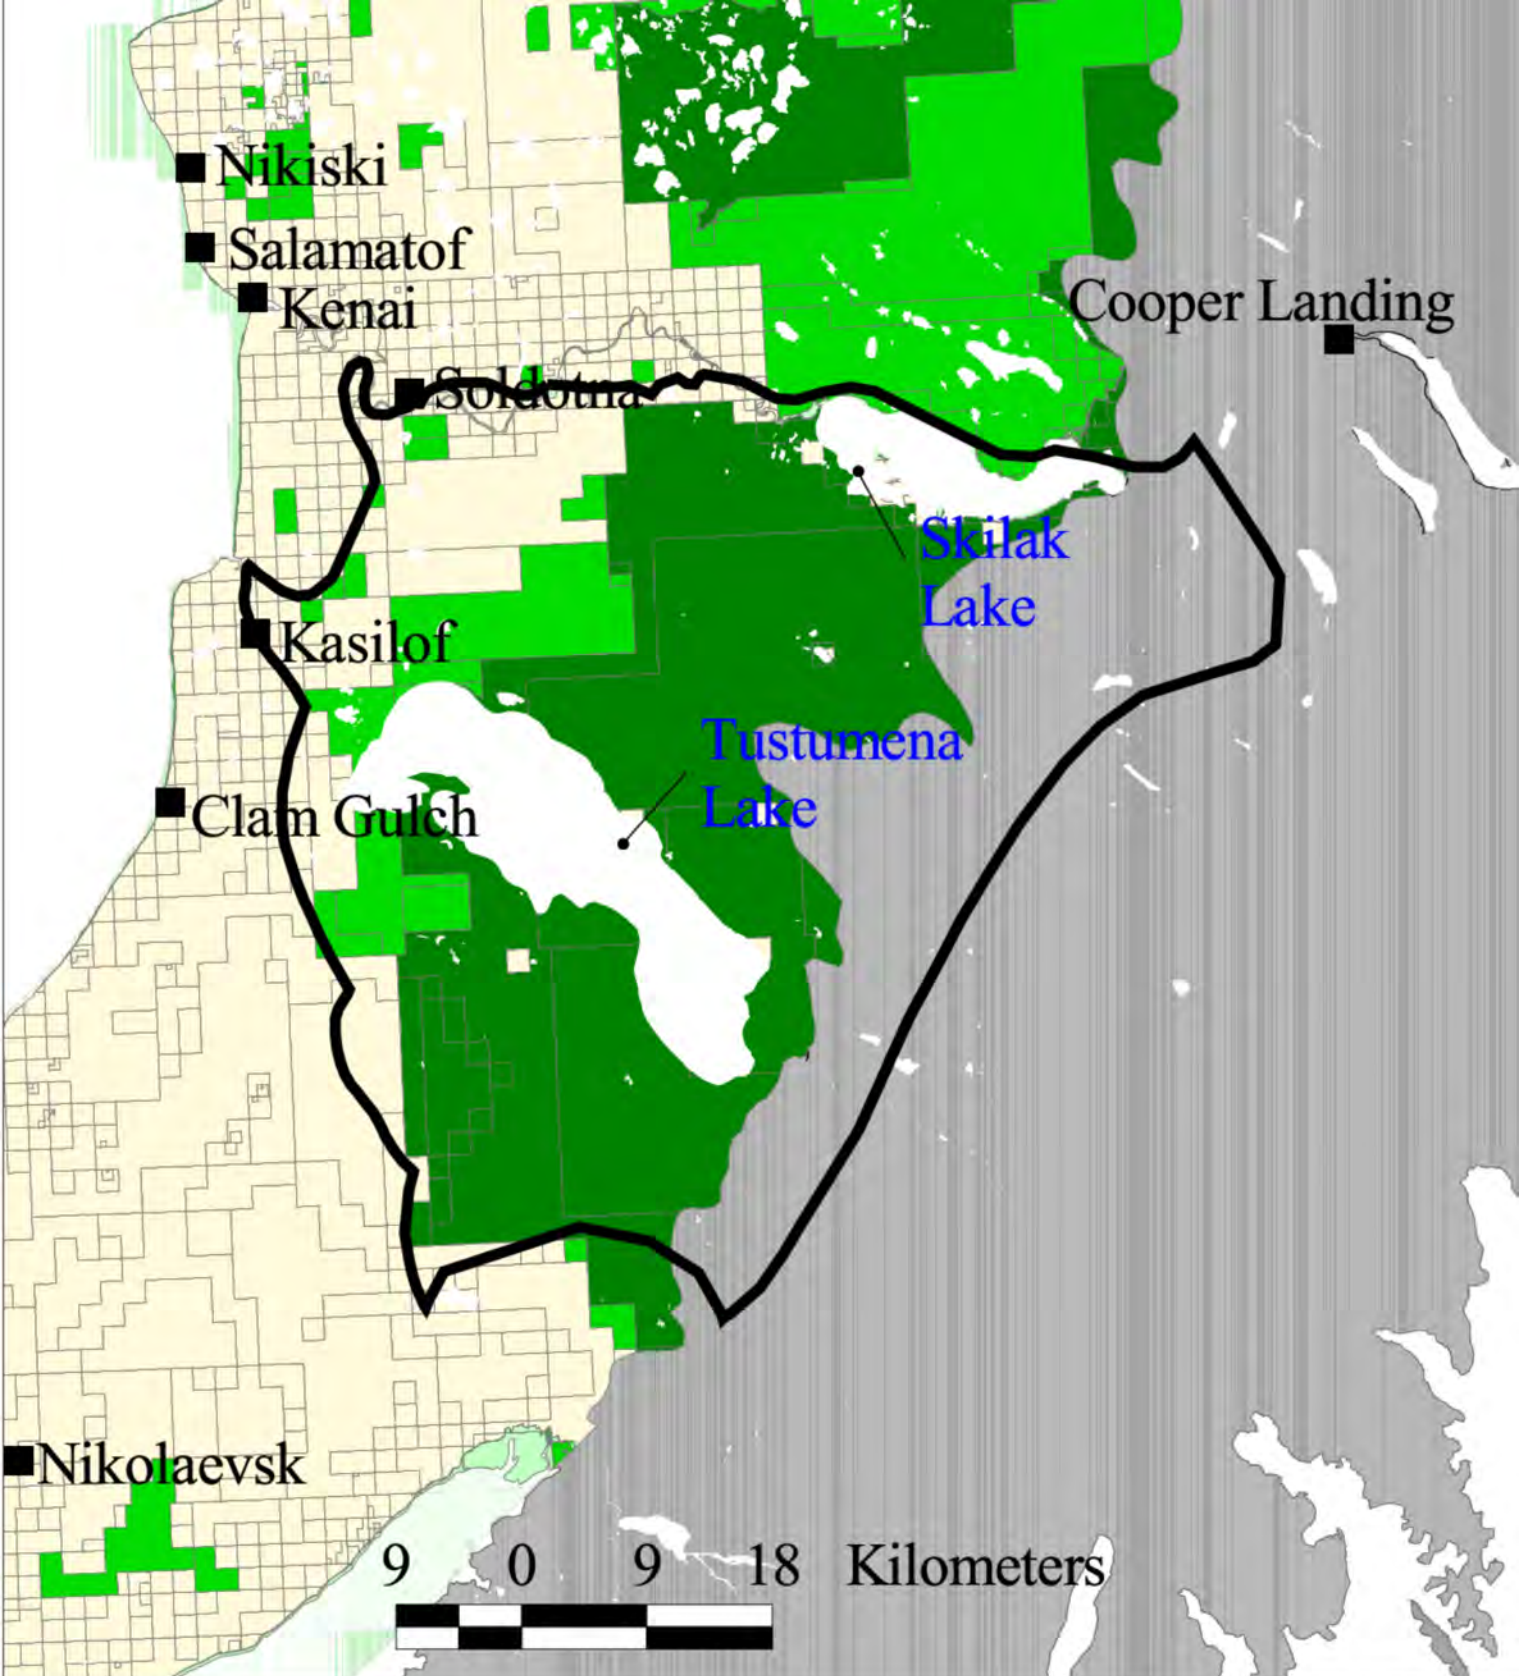 Nikiski
Salamatof
Kenai
Cooper Landing
Soldotna
Skilak
Lake
Kasilof
Tustumena
Lake
Clam Gulch
Nikolaevsk
9 0 9 18 Kilometers